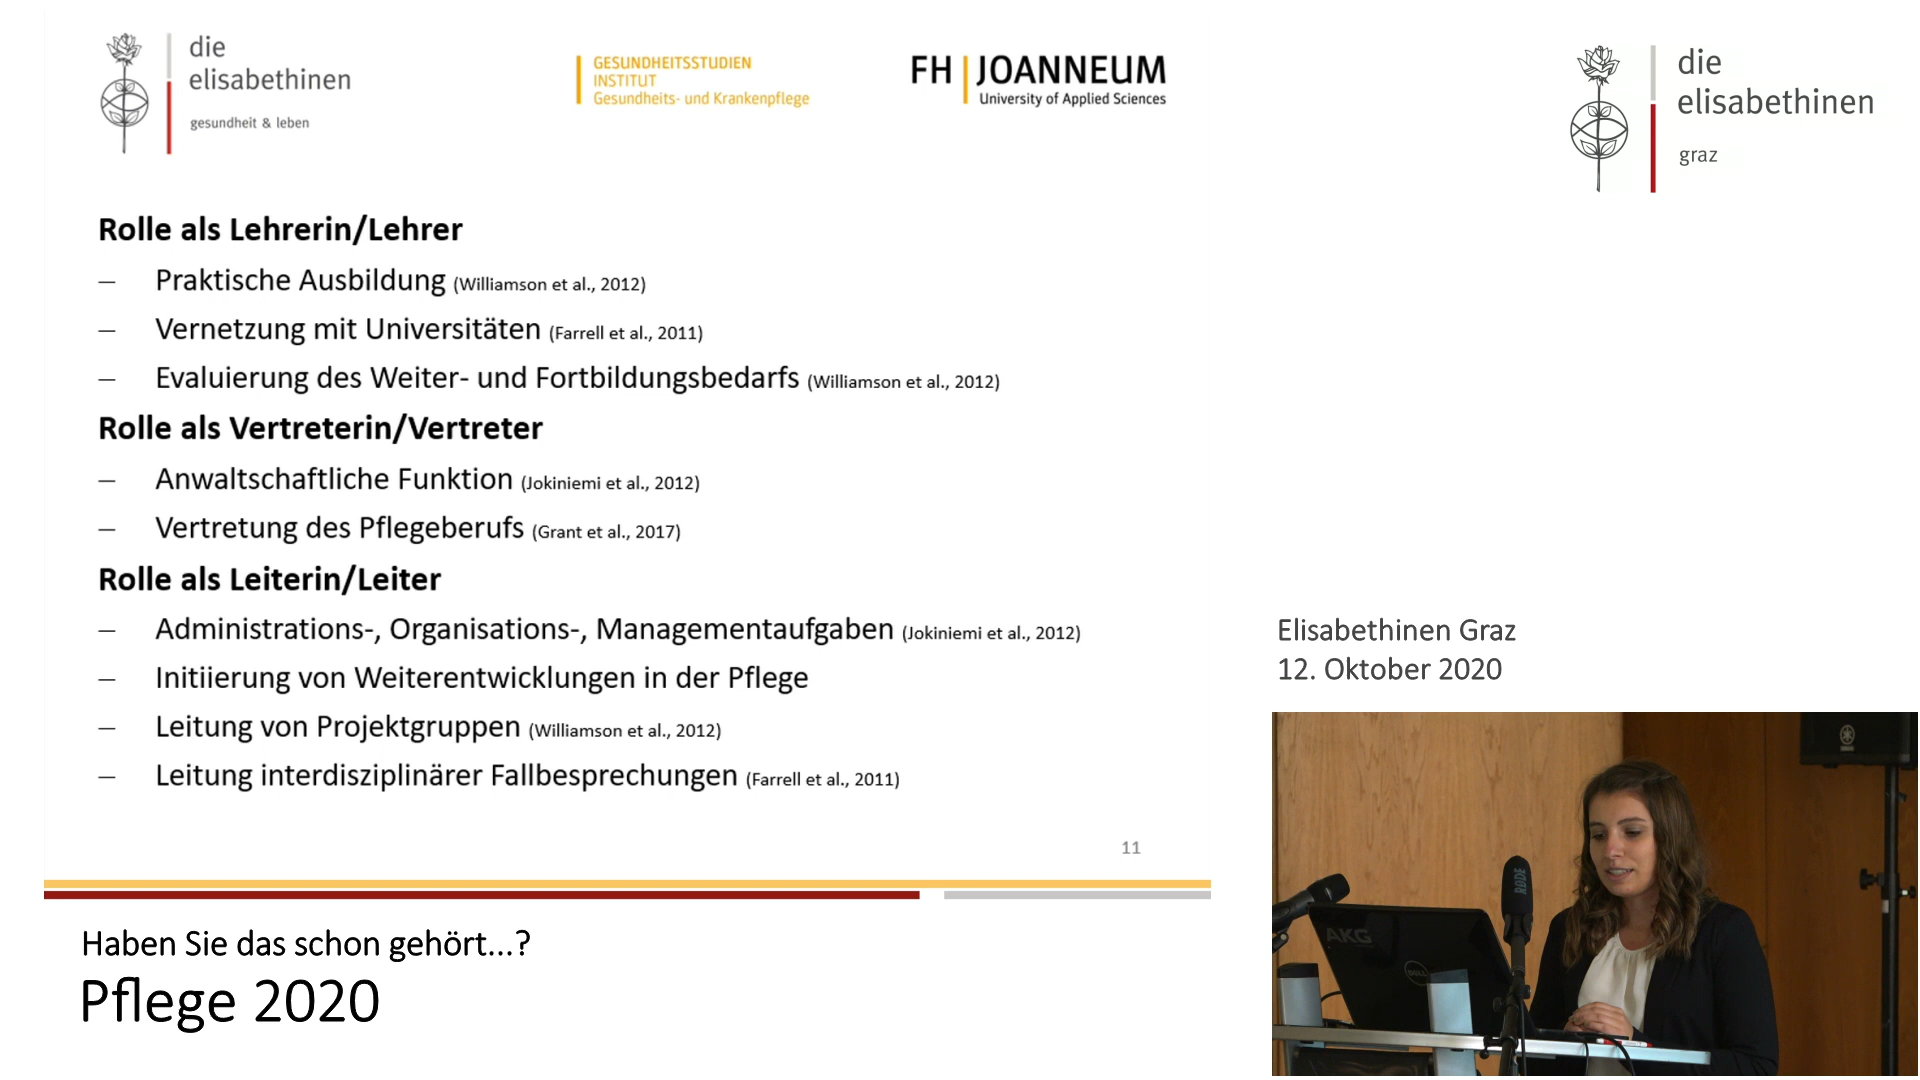 die
elisabethinen
gesundheit & leben
GESUNDHEITSSTUDIEN
INSTITUT
Gesundheits- und Krankenpflege
FH JOANNEUM
University of Applied Sciences
die
elisabethinen
graz
Rolle als Lehrerin/Lehrer
– Praktische Ausbildung (Williamson et al., 2012)
– Vernetzung mit Universitäten (Farrell et al., 2011)
– Evaluierung des Weiter- und Fortbildungsbedarfs (Williamson et al., 2012)
Rolle als Vertreterin/Vertreter
– Anwaltschaftliche Funktion (Jokiniemi et al., 2012)
– Vertretung des Pflegeberufs (Grant et al., 2017)
Rolle als Leiterin/Leiter
– Administrations-, Organisations-, Managementaufgaben (Jokiniemi et al., 2012)
– Initiierung von Weiterentwicklungen in der Pflege
– Leitung von Projektgruppen (Williamson et al., 2012)
– Leitung interdisziplinärer Fallbesprechungen (Farrell et al., 2011)
11
Elisabethinen Graz
12. Oktober 2020
RØDE
AKG
DELL
Haben Sie das schon gehört...?
Pflege 2020